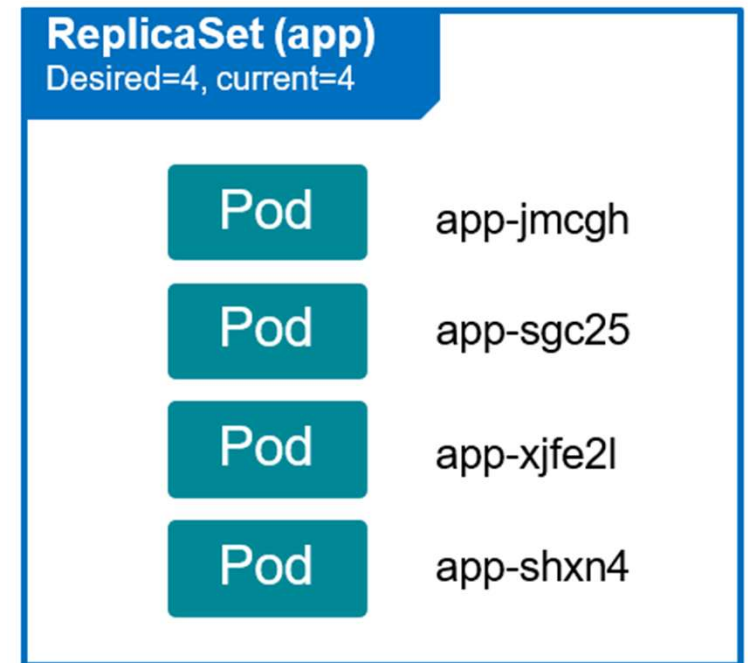 ReplicaSet (app)
Desired=4, current=4
Pod app-jmcgh
Pod app-sgc25
Pod app-xjfe2l
Pod app-shxn4